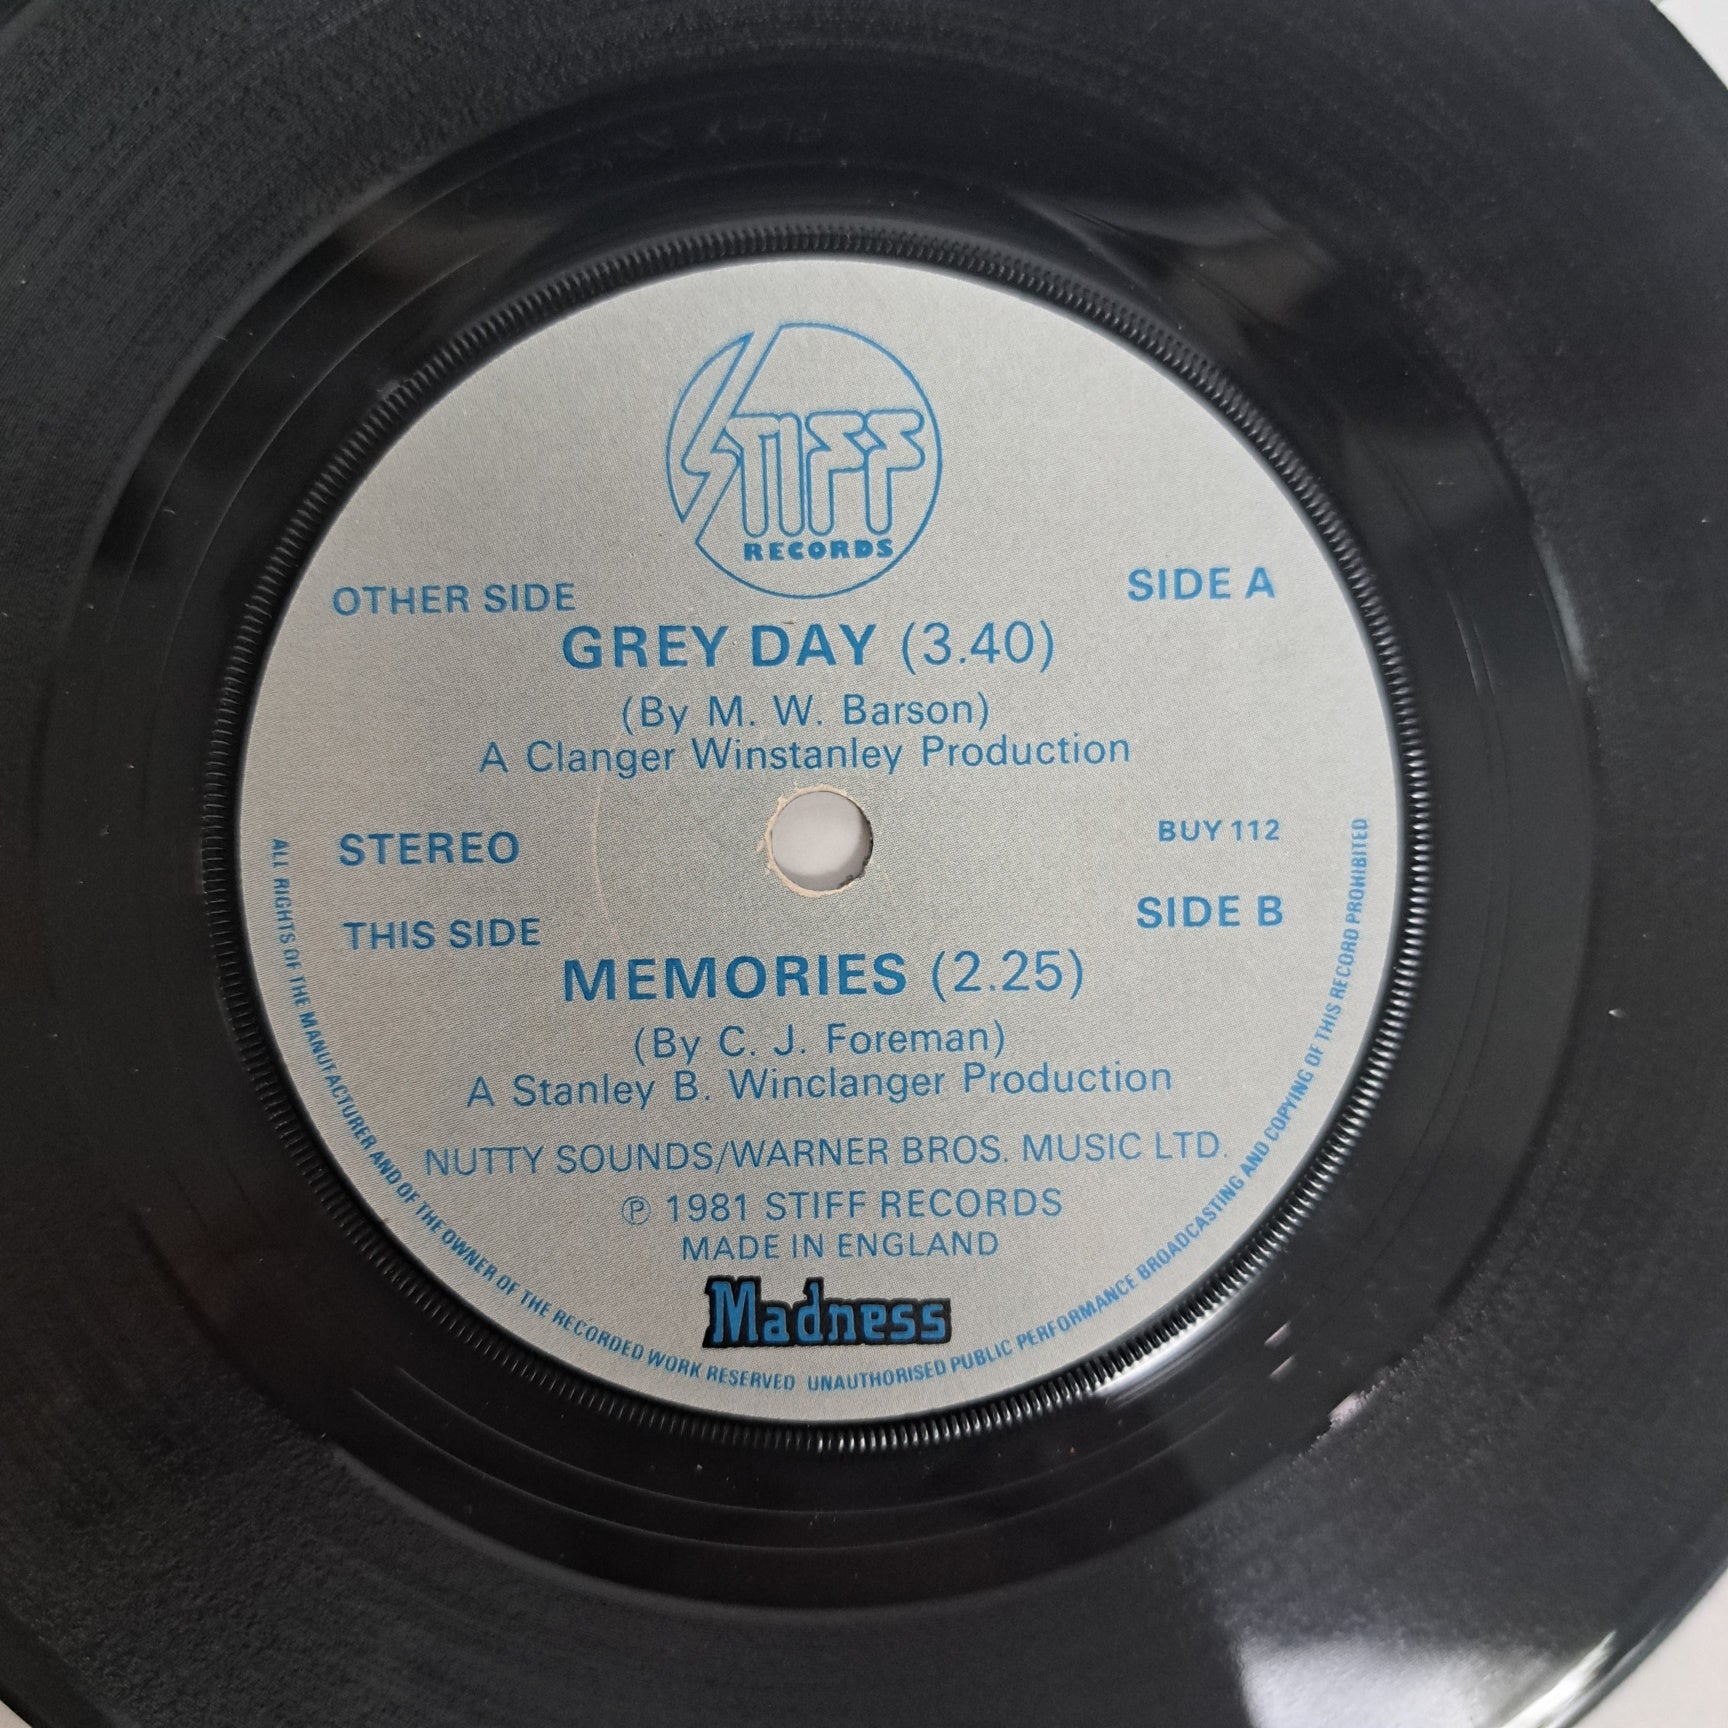 STIFF
RECORDS
OTHER SIDE
SIDE A
GREY DAY (3.40)
(By M. W. Barson)
A Clanger Winstanley Production
STEREO
BUY 112
THIS SIDE
SIDE B
MEMORIES (2.25)
(By C. J. Foreman)
A Stanley B. Winclanger Production
NUTTY SOUNDS/WARNER BROS. MUSIC LTD.
℗ 1981 STIFF RECORDS
MADE IN ENGLAND
Madness
ALL RIGHTS OF THE MANUFACTURER AND OF THE OWNER OF THE RECORDED WORK RESERVED UNAUTHORISED PUBLIC PERFORMANCE BROADCASTING AND COPYING OF THIS RECORD PROHIBITED